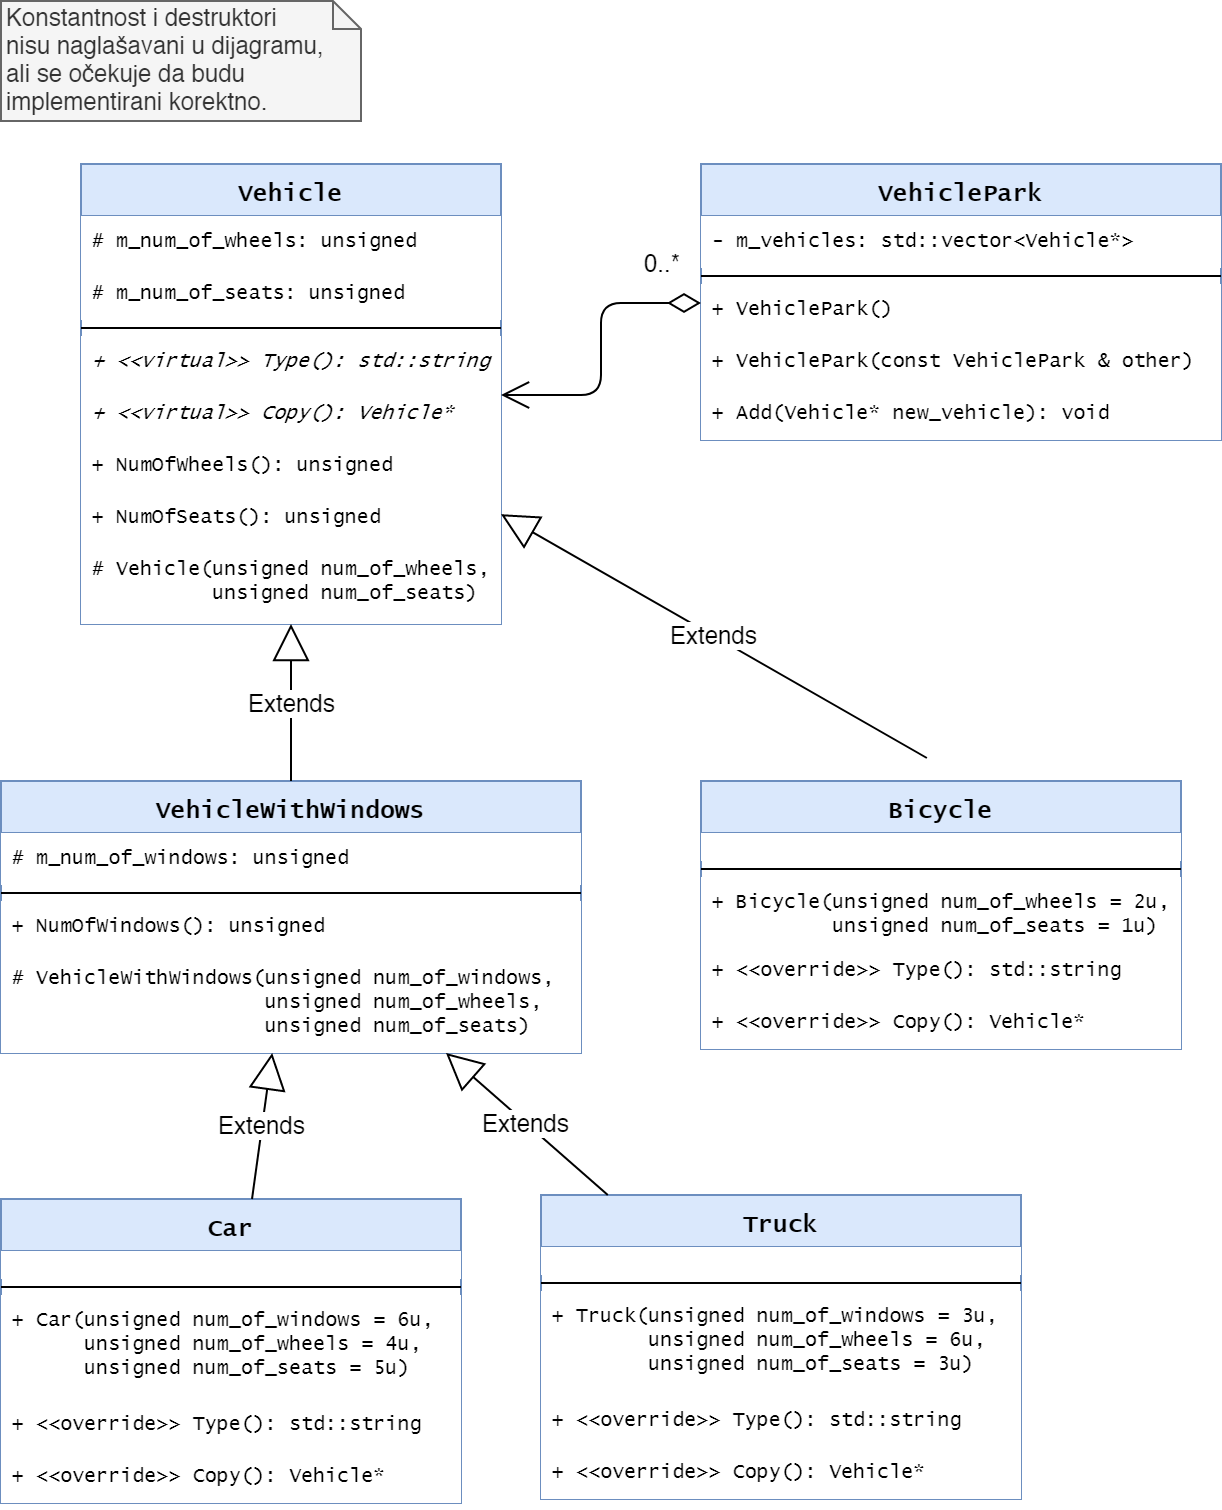 Konstantnost i destruktori
nisu naglašavani u dijagramu,
ali se očekuje da budu
implementirani korektno.
Vehicle
# m_num_of_wheels: unsigned
# m_num_of_seats: unsigned
+ <<virtual>> Type(): std::string
+ <<virtual>> Copy(): Vehicle*
+ NumOfWheels(): unsigned
+ NumOfSeats(): unsigned
# Vehicle(unsigned num_of_wheels,
unsigned num_of_seats)
VehiclePark
- m_vehicles: std::vector<Vehicle*>
+ VehiclePark()
+ VehiclePark(const VehiclePark & other)
+ Add(Vehicle* new_vehicle): void
0..*
Extends
Extends
VehicleWithWindows
# m_num_of_windows: unsigned
+ NumOfWindows(): unsigned
# VehicleWithWindows(unsigned num_of_windows,
unsigned num_of_wheels,
unsigned num_of_seats)
Bicycle
+ Bicycle(unsigned num_of_wheels = 2u,
unsigned num_of_seats = 1u)
+ <<override>> Type(): std::string
+ <<override>> Copy(): Vehicle*
Extends
Extends
Car
+ Car(unsigned num_of_windows = 6u,
unsigned num_of_wheels = 4u,
unsigned num_of_seats = 5u)
+ <<override>> Type(): std::string
+ <<override>> Copy(): Vehicle*
Truck
+ Truck(unsigned num_of_windows = 3u,
unsigned num_of_wheels = 6u,
unsigned num_of_seats = 3u)
+ <<override>> Type(): std::string
+ <<override>> Copy(): Vehicle*